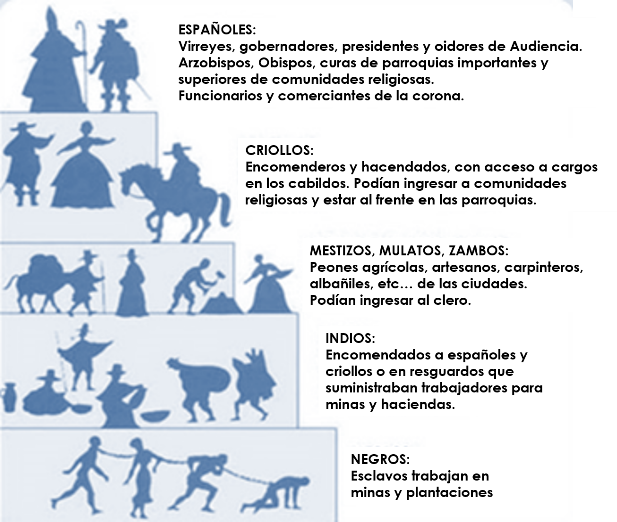 ESPAÑOLES:
Virreyes, gobernadores, presidentes y oidores de Audiencia.
Arzobispos, Obispos, curas de parroquias importantes y
superiores de comunidades religiosas.
Funcionarios y comerciantes de la corona.
CRIOLLOS:
Encomenderos y hacendados, con acceso a cargos
en los cabildos. Podían ingresar a comunidades
religiosas y estar al frente en las parroquias.
MESTIZOS, MULATOS, ZAMBOS:
Peones agrícolas, artesanos, carpinteros,
albañiles, etc... de las ciudades.
Podían ingresar al clero.
INDIOS:
Encomendados a españoles y
criollos o en resguardos que
suministraban trabajadores para
minas y haciendas.
NEGROS:
Esclavos trabajan en
minas y plantaciones